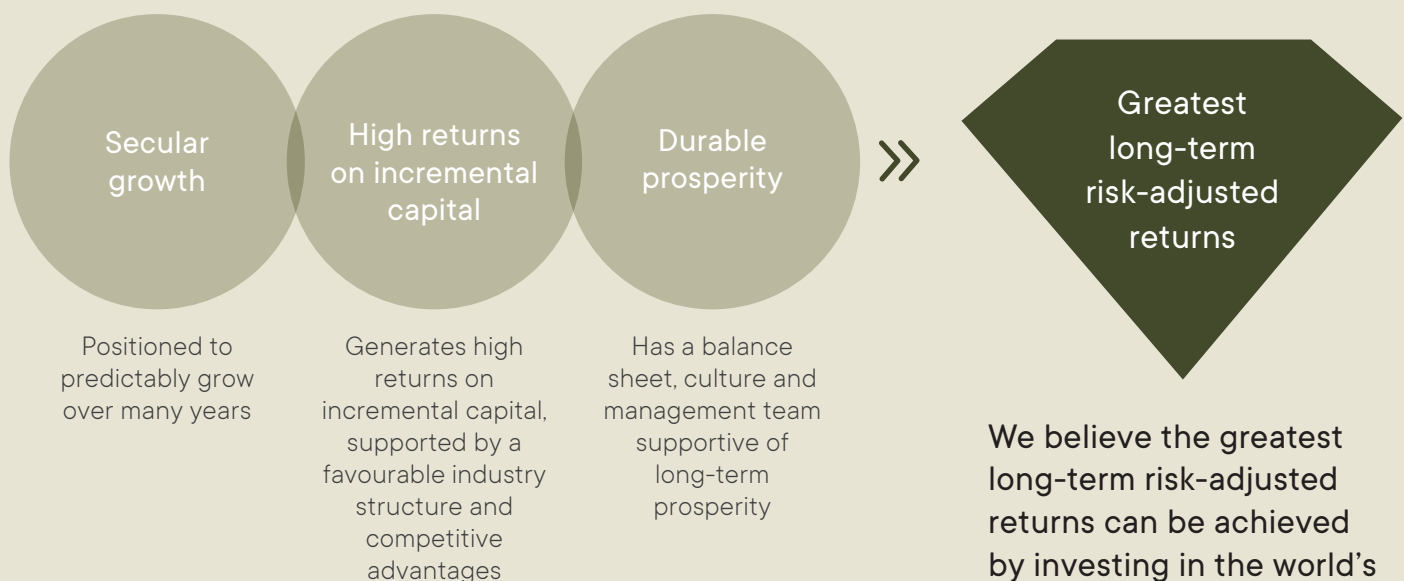 Secular
growth
High returns
on incremental
capital
Durable
prosperity
Greatest
long-term
risk-adjusted
returns
Positioned to
predictably grow
over many years
Generates high
returns on
incremental capital,
supported by a
favourable industry
structure and
competitive
advantages
Has a balance
sheet, culture and
management team
supportive of
long-term
prosperity
We believe the greatest
long-term risk-adjusted
returns can be achieved
by investing in the world’s